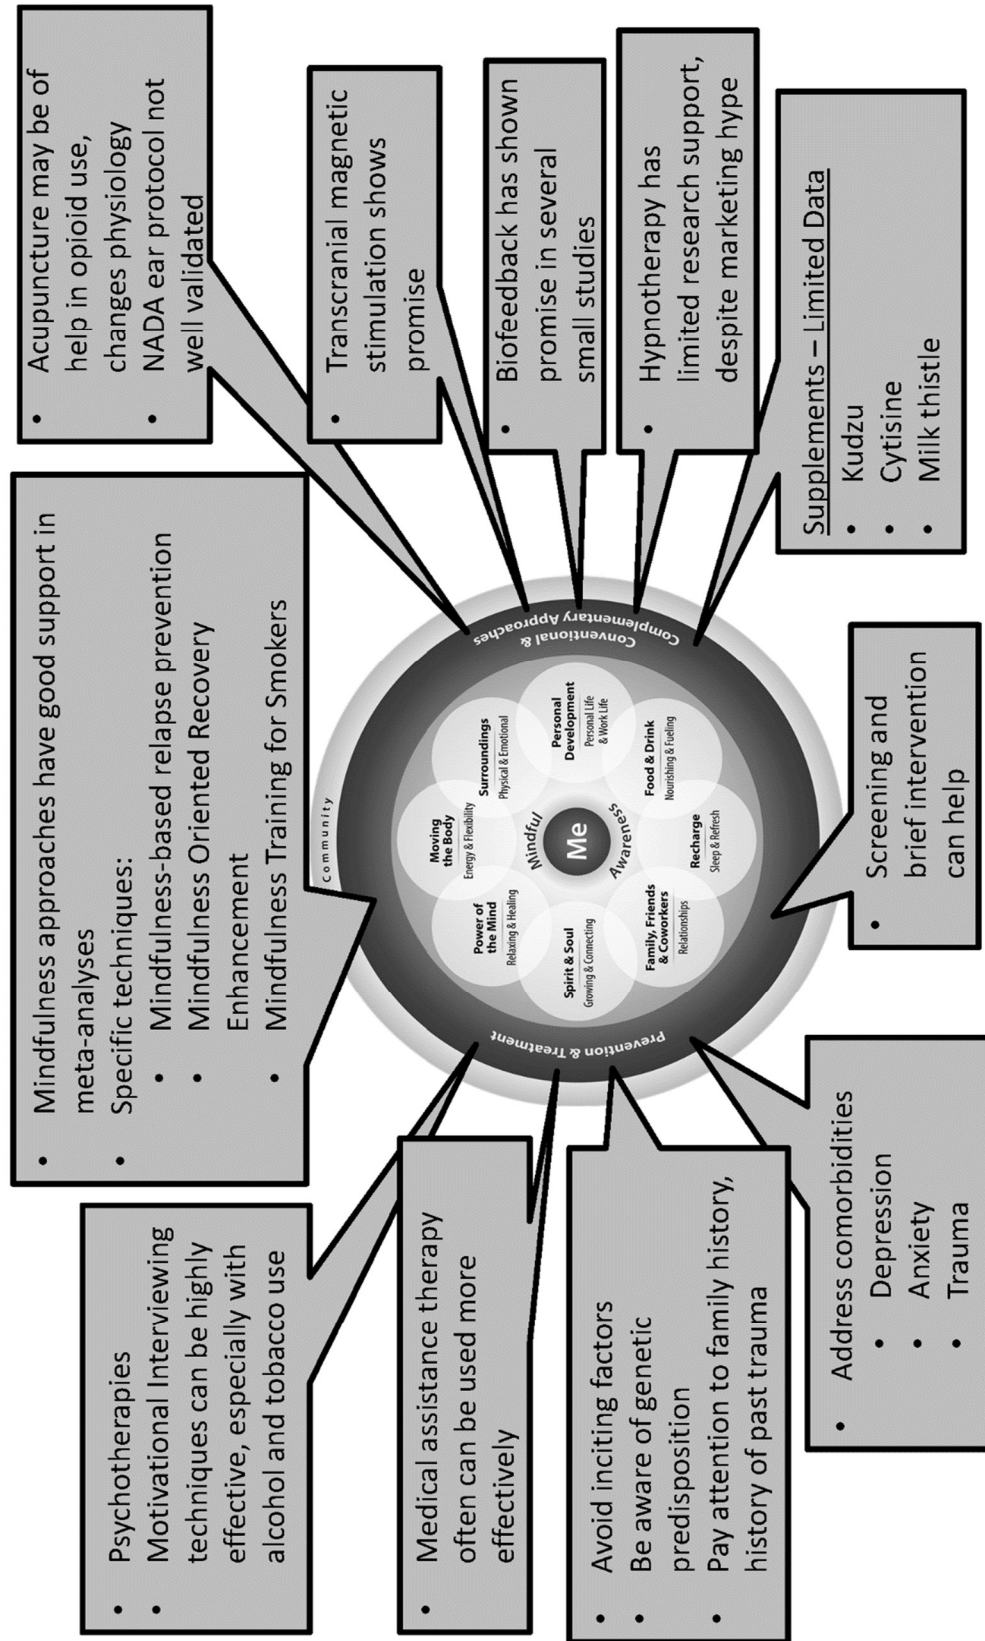 • Psychotherapies
• Motivational Interviewing
techniques can be highly
effective, especially with
alcohol and tobacco use
• Mindfulness approaches have good support in
meta-analyses
• Specific techniques:
• Mindfulness-based relapse prevention
• Mindfulness Oriented Recovery
Enhancement
• Mindfulness Training for Smokers
• Acupuncture may be of
help in opioid use,
changes physiology
• NADA ear protocol not
well validated
• Medical assistance therapy
often can be used more
effectively
• Transcranial magnetic
stimulation shows
promise
• Avoid inciting factors
• Be aware of genetic
predisposition
• Pay attention to family history,
history of past trauma
• Biofeedback has shown
promise in several
small studies
• Hypnotherapy has
limited research support,
despite marketing hype
• Address comorbidities
• Depression
• Anxiety
• Trauma
• Screening and
brief intervention
can help
Supplements – Limited Data
• Kudzu
• Cytisine
• Milk thistle
Community
Prevention & Treatment
Conventional &
Complementary Approaches
Moving
the Body
Energy & Flexibility
Surroundings
Physical & Emotional
Personal
Development
Personal Life
& Work Life
Food & Drink
Nourishing & Fueling
Recharge
Sleep & Refresh
Family, Friends
& Coworkers
Relationships
Spirit & Soul
Growing & Connecting
Power of
the Mind
Relaxing & Healing
Mindful
Me
Awareness